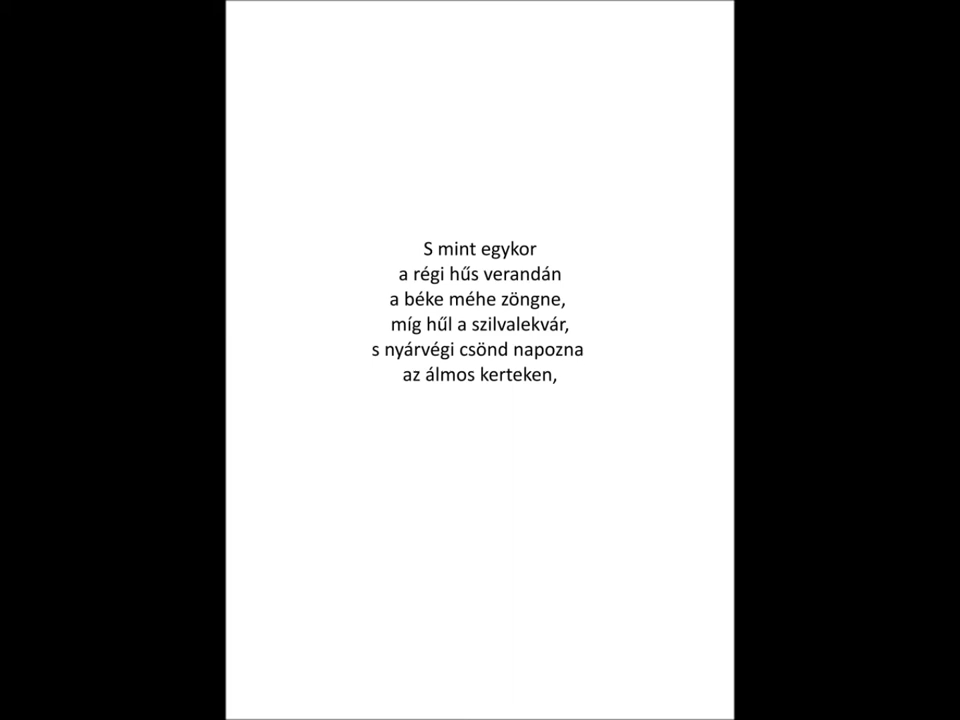 S mint egykor
a régi hűs verandán
a béke méhe zöngne,
míg hűl a szilvalekvár,
s nyárvégi csönd napozna
az álmos kerteken,